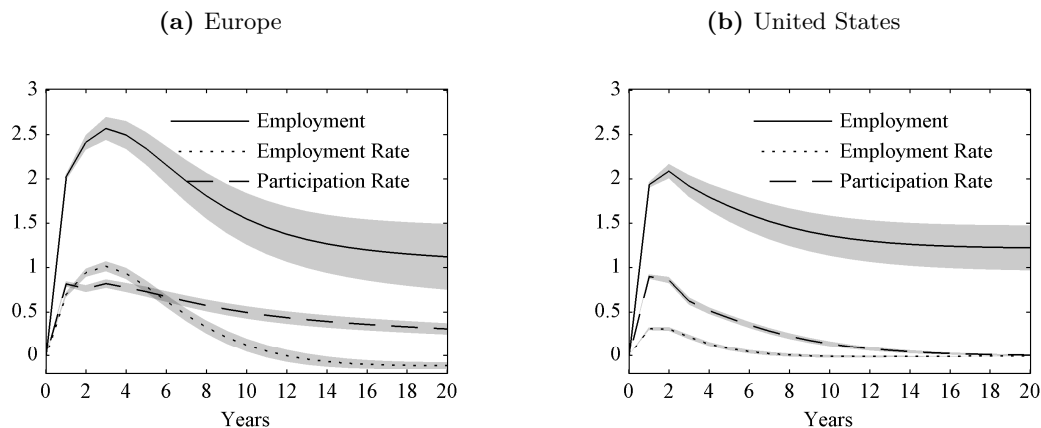 (a) Europe
3
2.5
2
1.5
1
0.5
0
Employment
Employment Rate
Participation Rate
0 2 4 6 8 10 12 14 16 18 20
Years
(b) United States
3
2.5
2
1.5
1
0.5
0
Employment
Employment Rate
Participation Rate
0 2 4 6 8 10 12 14 16 18 20
Years